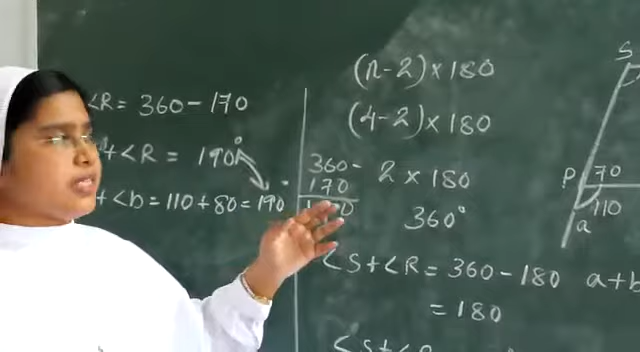 ∠R = 360 - 170
+ ∠R = 190°
+ ∠b = 110 + 80 = 190
360 -
170
(n-2) × 180
(4-2) × 180
2 × 180
360°
∠S + ∠R = 360 - 180
= 180
∠S + ∠R
a + b
S
P
70
110
a